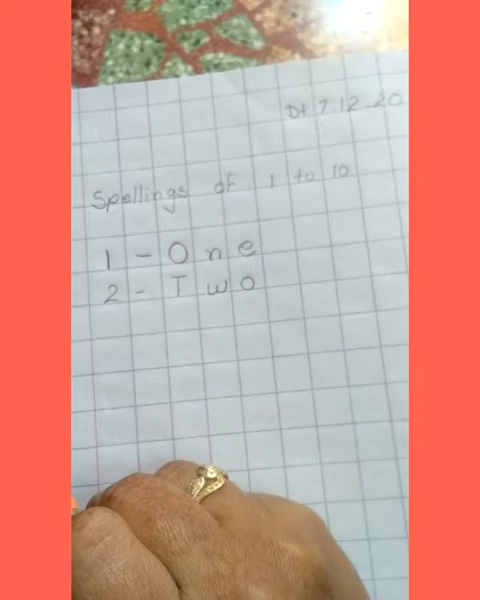 Dt 7.12.20
Spellings of 1 to 10
1 - One
2 - Two